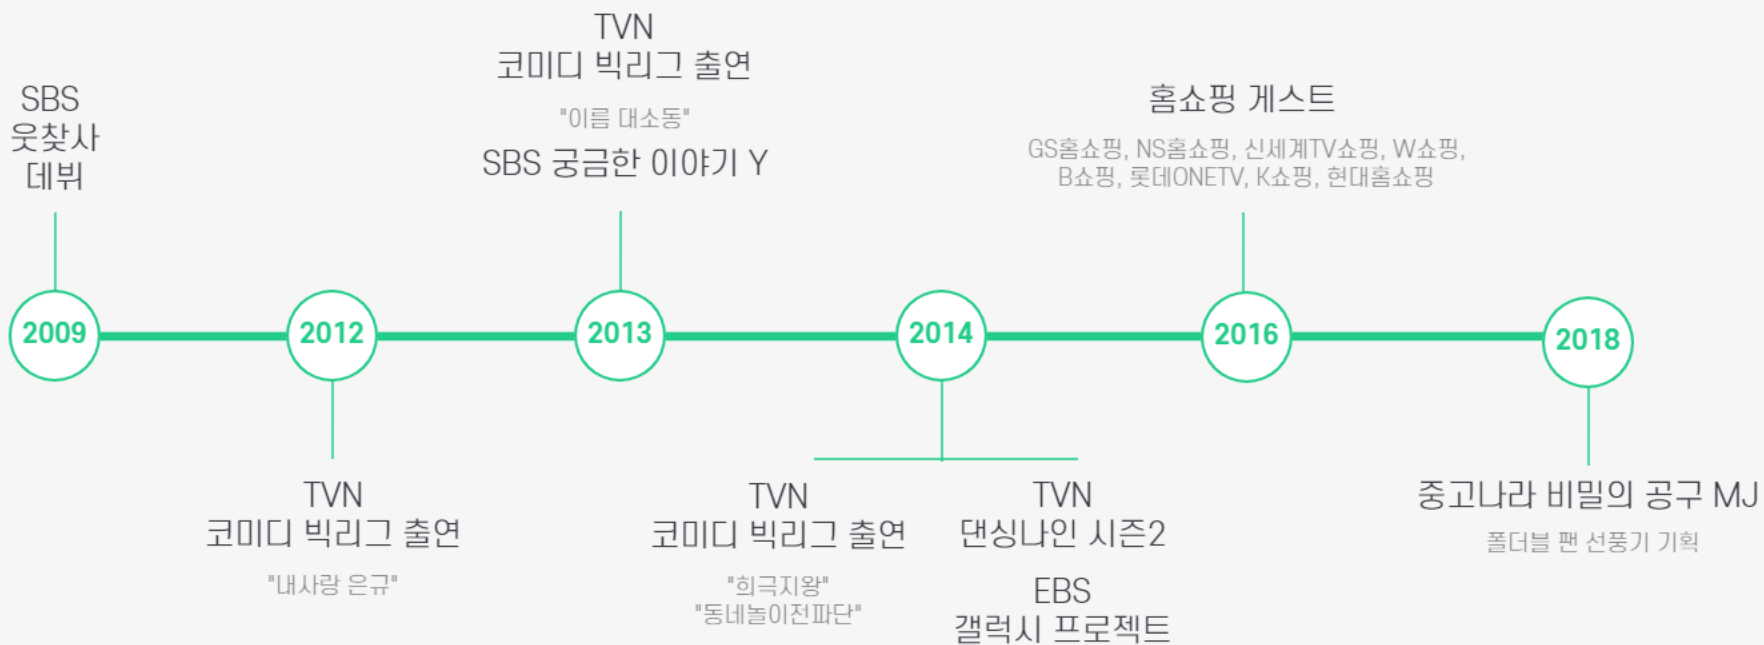 SBS
웃찾사
데뷔
TVN
코미디 빅리그 출연
"이름 대소동"
SBS 궁금한 이야기 Y
홈쇼핑 게스트
GS홈쇼핑, NS홈쇼핑, 신세계TV쇼핑, W쇼핑,
B쇼핑, 롯데ONETV, K쇼핑, 현대홈쇼핑
2009
2012
2013
2014
2016
2018
TVN
코미디 빅리그 출연
"내사랑 은규"
TVN
코미디 빅리그 출연
"희극지왕"
"동네놀이전파단"
TVN
댄싱나인 시즌2
EBS
갤럭시 프로젝트
중고나라 비밀의 공구 MJ
폴더블 팬 선풍기 기획